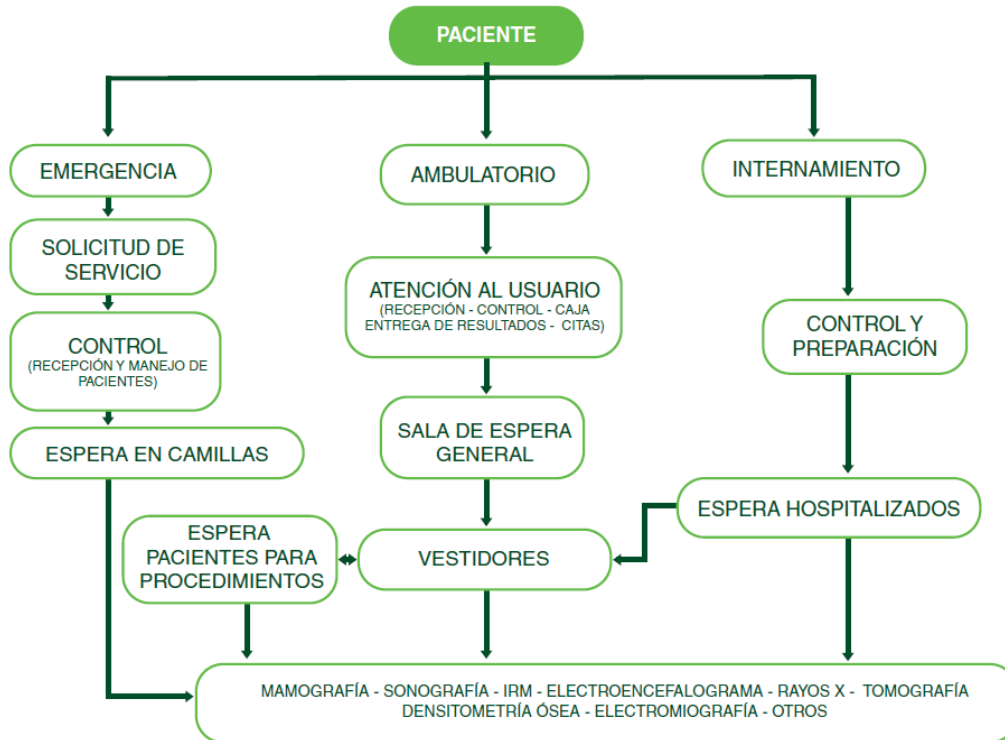 PACIENTE
EMERGENCIA
AMBULATORIO
INTERNAMIENTO
SOLICITUD DE
SERVICIO
ATENCIÓN AL USUARIO
(RECEPCIÓN - CONTROL - CAJA
ENTREGA DE RESULTADOS - CITAS)
CONTROL Y
PREPARACIÓN
CONTROL
(RECEPCIÓN Y MANEJO DE
PACIENTES)
SALA DE ESPERA
GENERAL
ESPERA EN CAMILLAS
ESPERA HOSPITALIZADOS
ESPERA
PACIENTES PARA
PROCEDIMIENTOS
VESTIDORES
MAMOGRAFÍA - SONOGRAFÍA - IRM - ELECTROENCEFALOGRAMA - RAYOS X - TOMOGRAFÍA
DENSITOMETRÍA ÓSEA - ELECTROMIOGRAFÍA - OTROS